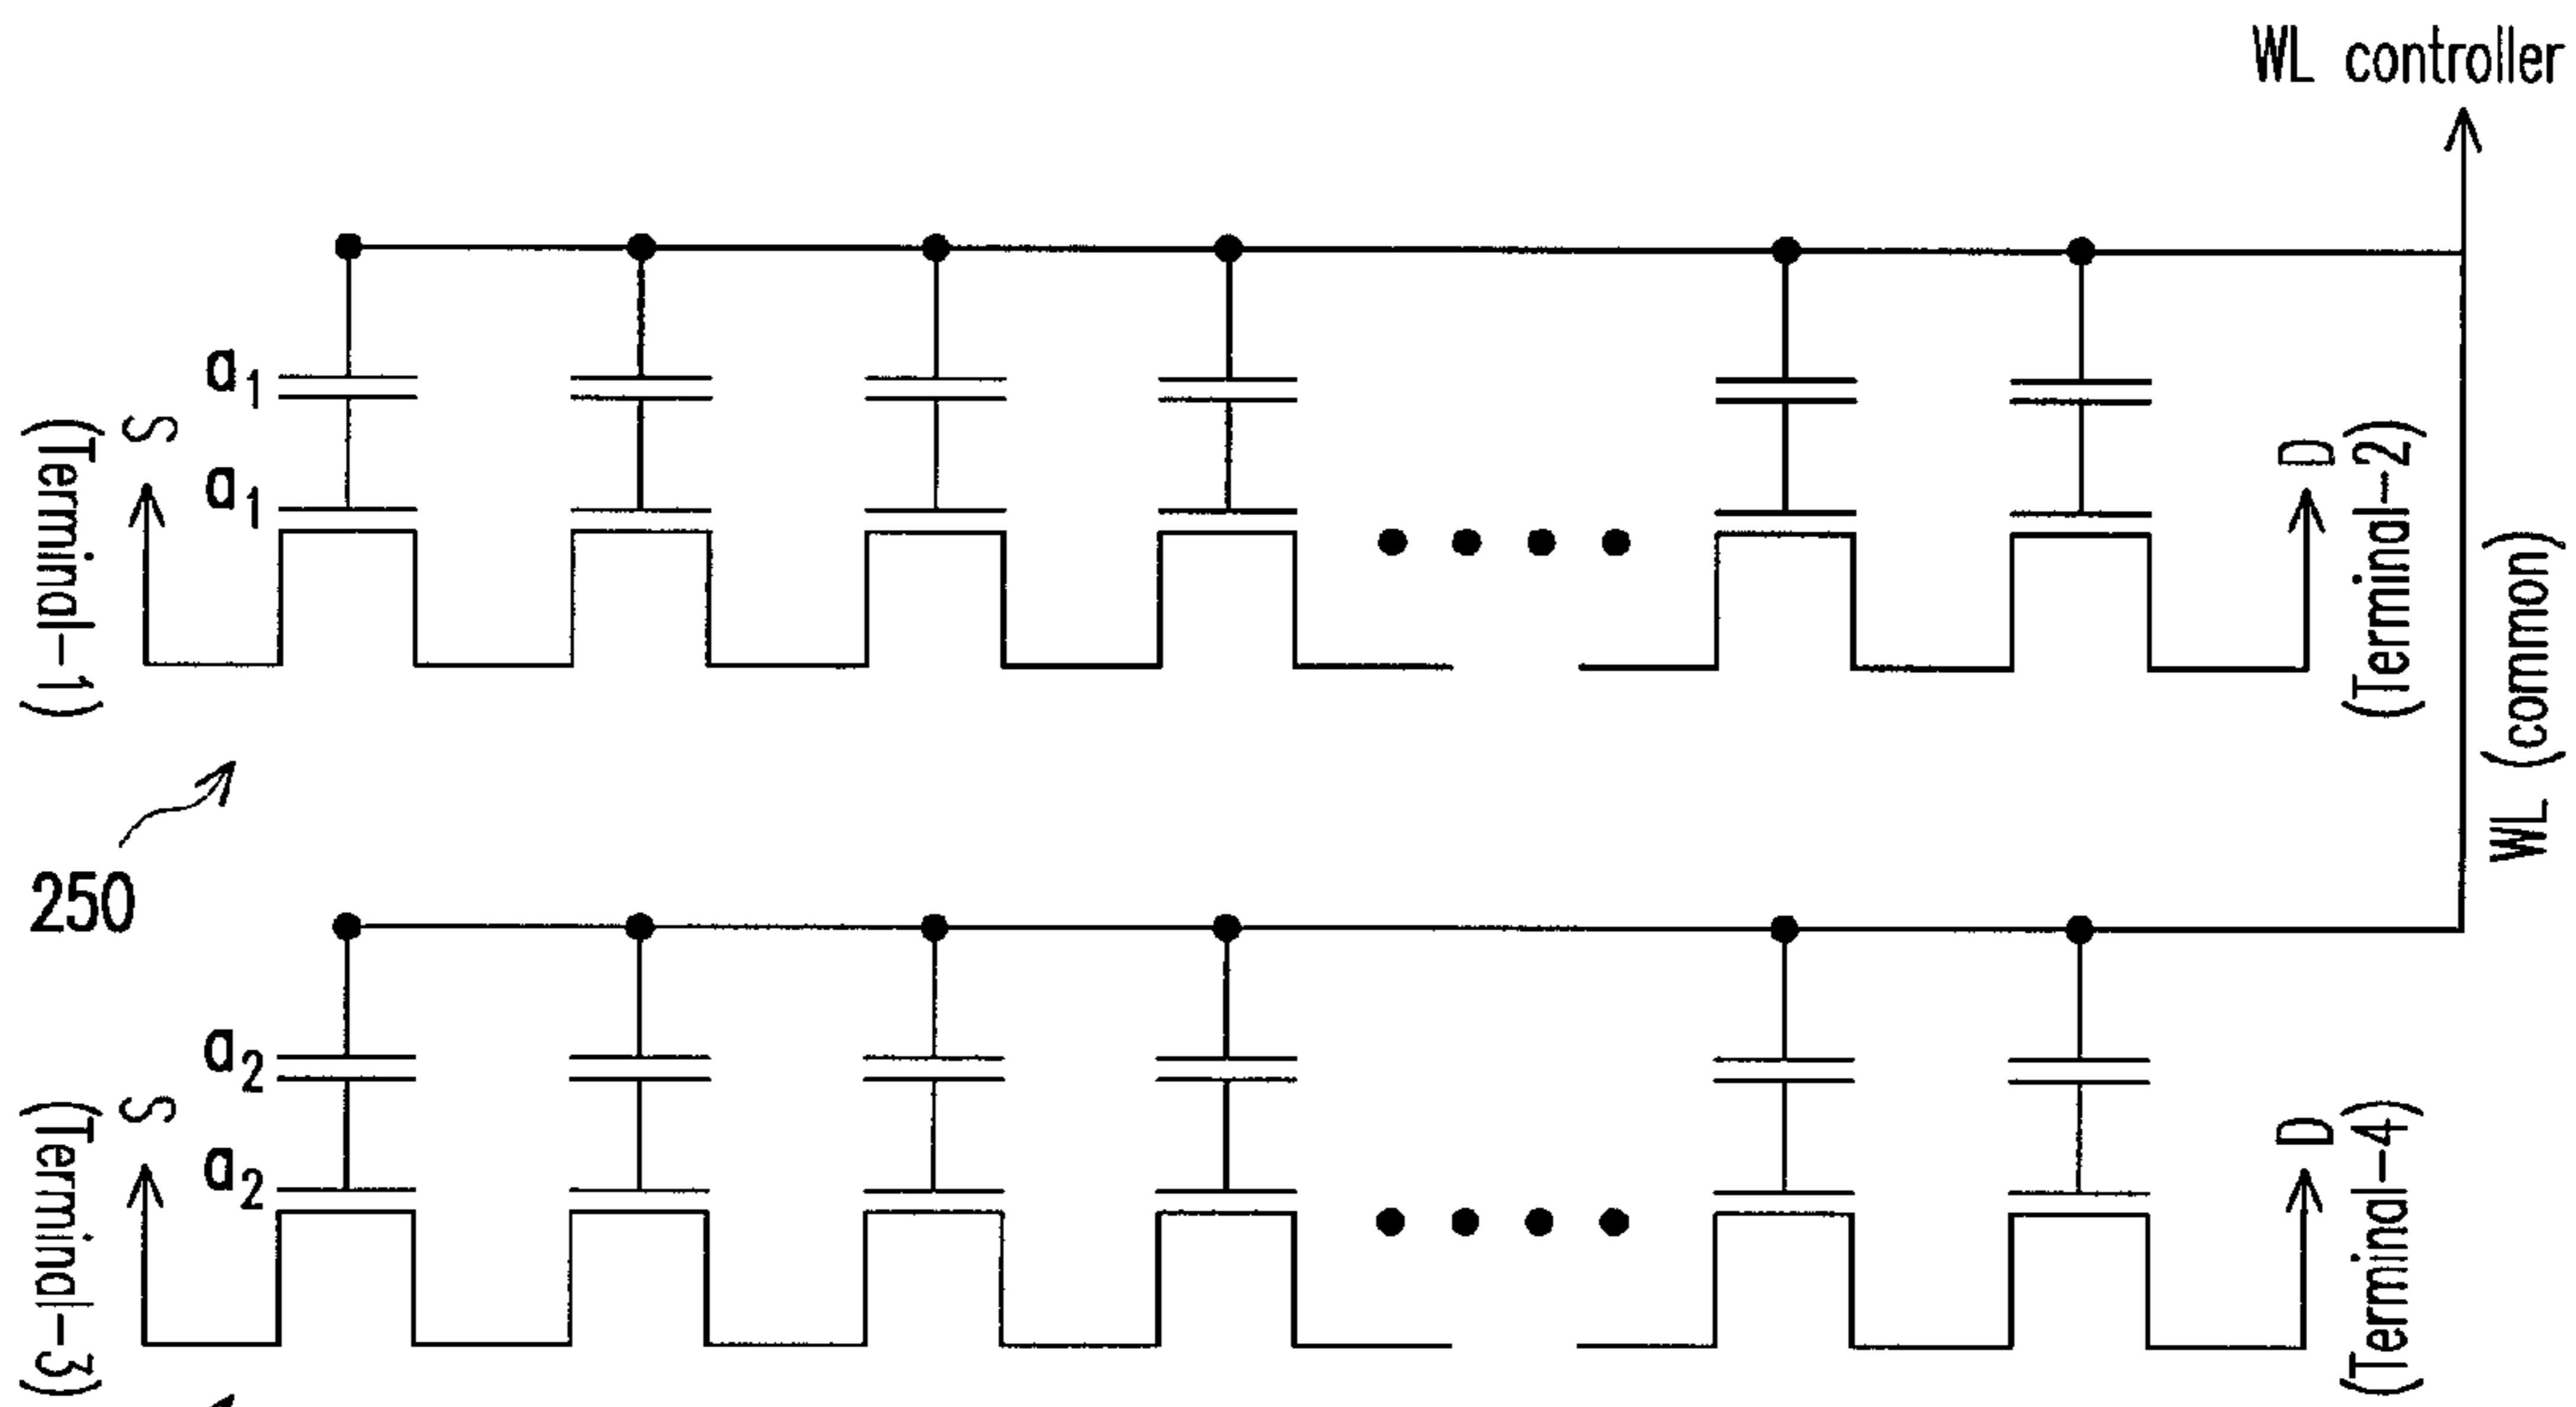 WL controller
a1
S
(Terminal-1)
a1
D
(Terminal-2)
WL (common)
250
a2
S
(Terminal-3)
a2
D
(Terminal-4)